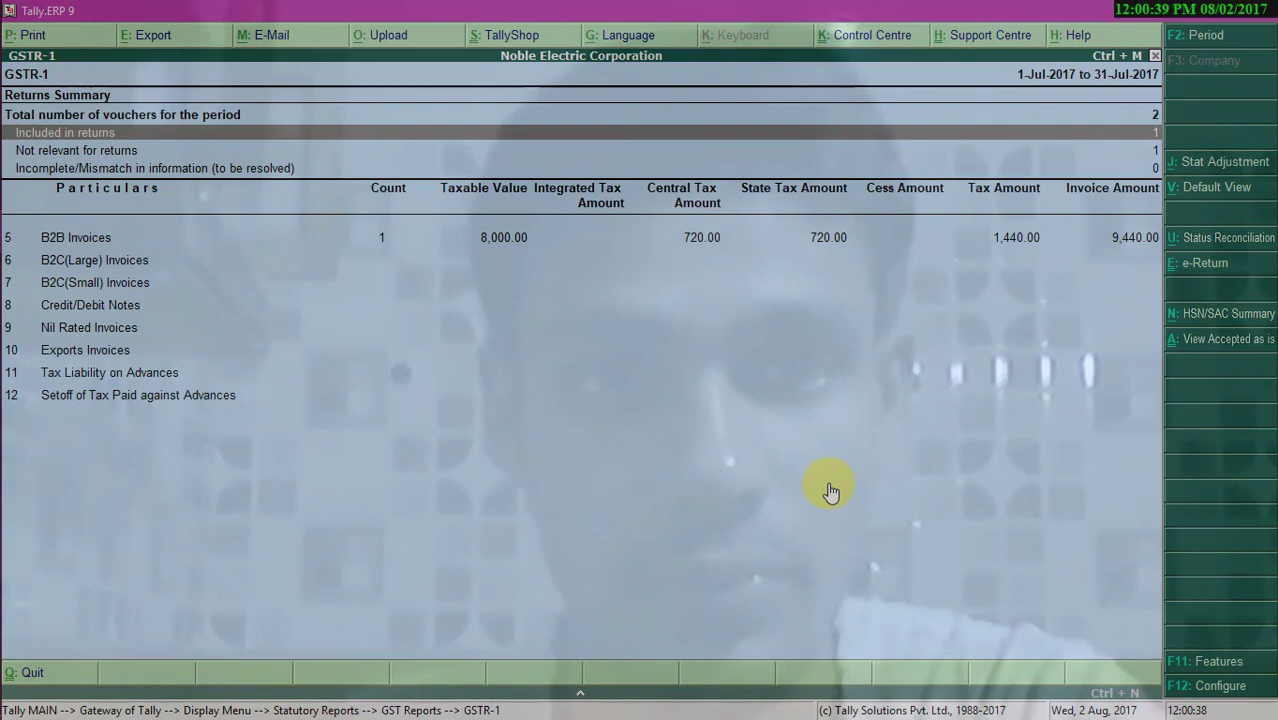 Tally.ERP 9
12:00:39 PM 08/02/2017
P: Print
E: Export
M: E-Mail
O: Upload
S: TallyShop
G: Language
K: Keyboard
K: Control Centre
H: Support Centre
H: Help
F2: Period
GSTR-1
Noble Electric Corporation
Ctrl + M
F3: Company
GSTR-1
1-Jul-2017 to 31-Jul-2017
Returns Summary
Total number of vouchers for the period 2
Included in returns 1
Not relevant for returns 1
Incomplete/Mismatch in information (to be resolved) 0
J: Stat Adjustment
V: Default View
Particulars Count Taxable Value Integrated Tax Amount Central Tax Amount State Tax Amount Cess Amount Tax Amount Invoice Amount
5 B2B Invoices 1 8,000.00 720.00 720.00 1,440.00 9,440.00
U: Status Reconciliation
6 B2C(Large) Invoices
E: e-Return
7 B2C(Small) Invoices
8 Credit/Debit Notes
N: HSN/SAC Summary
9 Nil Rated Invoices
A: View Accepted as is
10 Exports Invoices
11 Tax Liability on Advances
12 Setoff of Tax Paid against Advances
F11: Features
Q: Quit
F12: Configure
Ctrl + N
Tally MAIN --> Gateway of Tally --> Display Menu --> Statutory Reports --> GST Reports --> GSTR-1
(c) Tally Solutions Pvt. Ltd., 1988-2017
Wed, 2 Aug, 2017
12:00:38